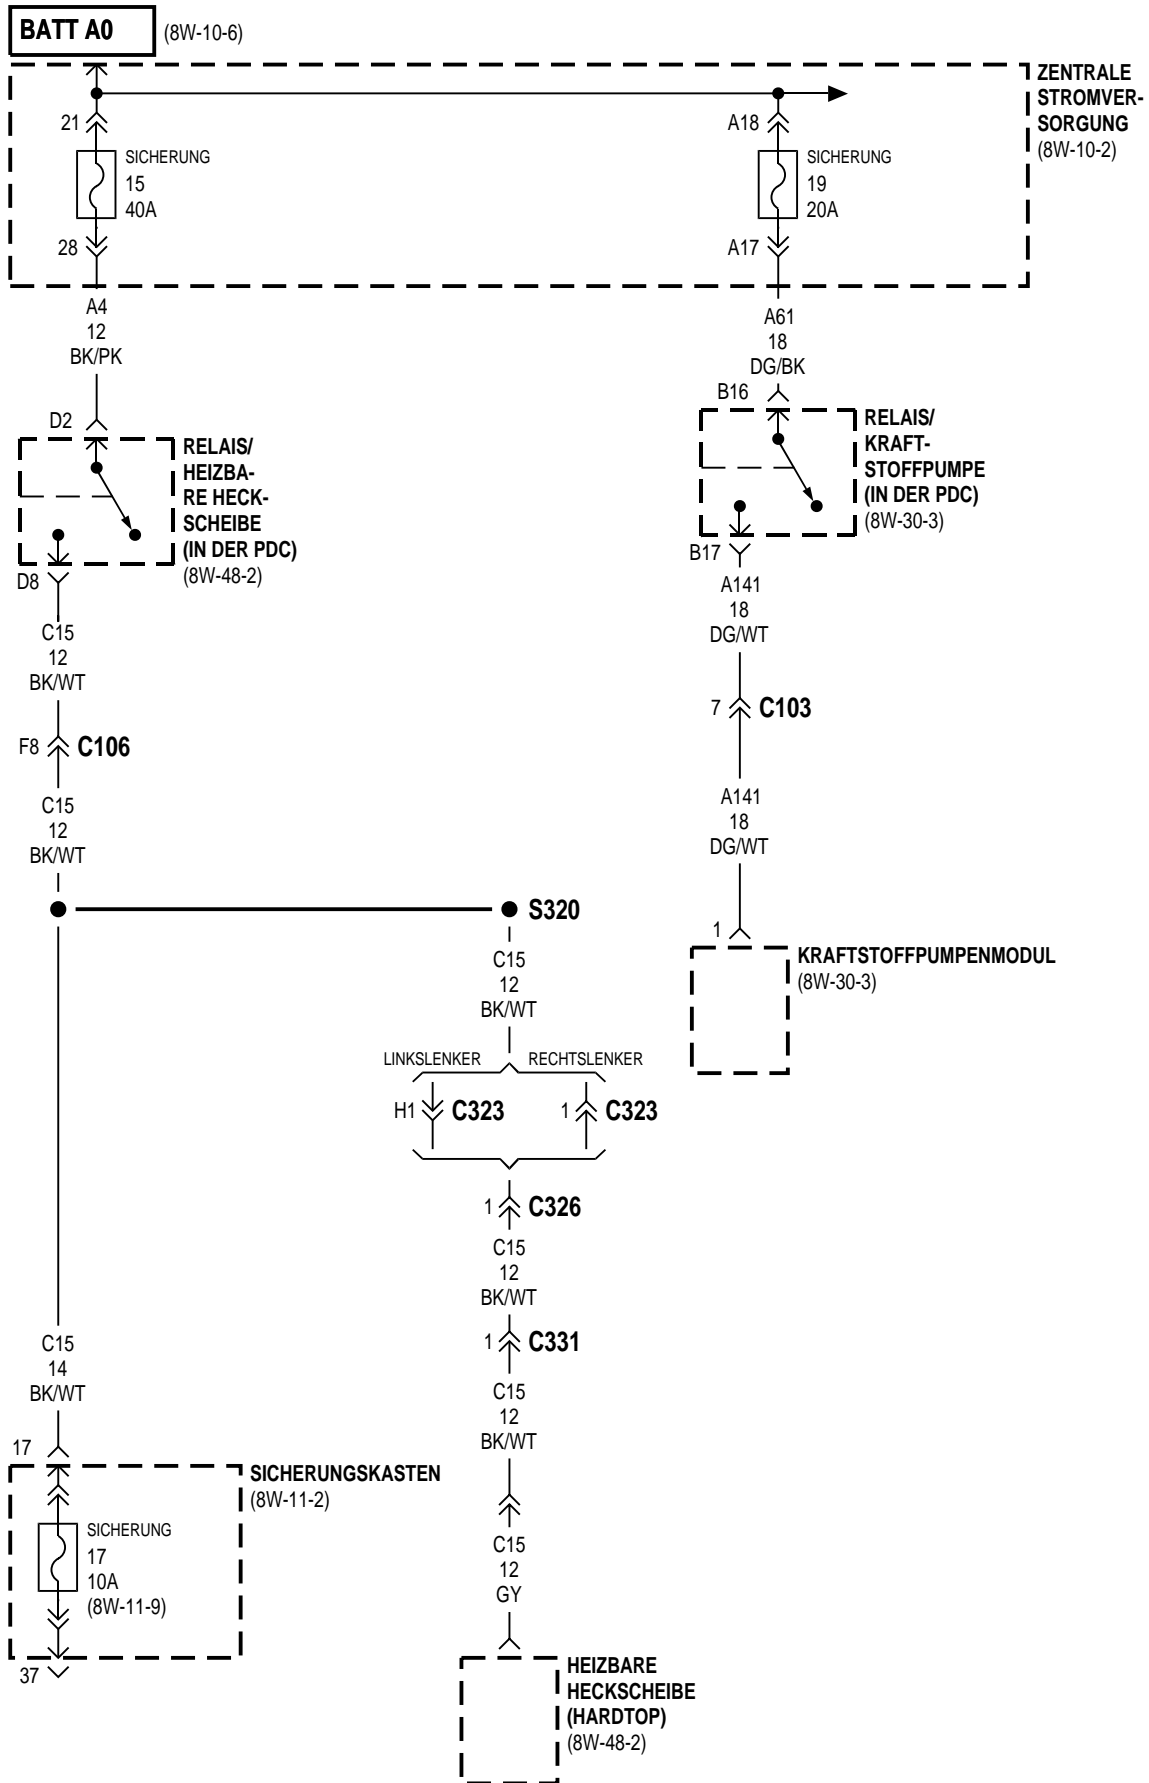 BATT A0
(8W-10-6)
ZENTRALE
STROMVER-
SORGUNG
(8W-10-2)
21
SICHERUNG
15
40A
28
A18
SICHERUNG
19
20A
A17
A4
12
BK/PK
D2
RELAIS/
HEIZBA-
RE HECK-
SCHEIBE
(IN DER PDC)
(8W-48-2)
D8
C15
12
BK/WT
F8
C106
C15
12
BK/WT
A61
18
DG/BK
B16
RELAIS/
KRAFT-
STOFFPUMPE
(IN DER PDC)
(8W-30-3)
B17
A141
18
DG/WT
7
C103
A141
18
DG/WT
1
KRAFTSTOFFPUMPENMODUL
(8W-30-3)
S320
C15
12
BK/WT
LINKSLENKER
RECHTSLENKER
H1
C323
1
C323
1
C326
C15
12
BK/WT
1
C331
C15
12
BK/WT
C15
12
GY
HEIZBARE
HECKSCHEIBE
(HARDTOP)
(8W-48-2)
C15
14
BK/WT
17
SICHERUNGSKASTEN
(8W-11-2)
SICHERUNG
17
10A
(8W-11-9)
37